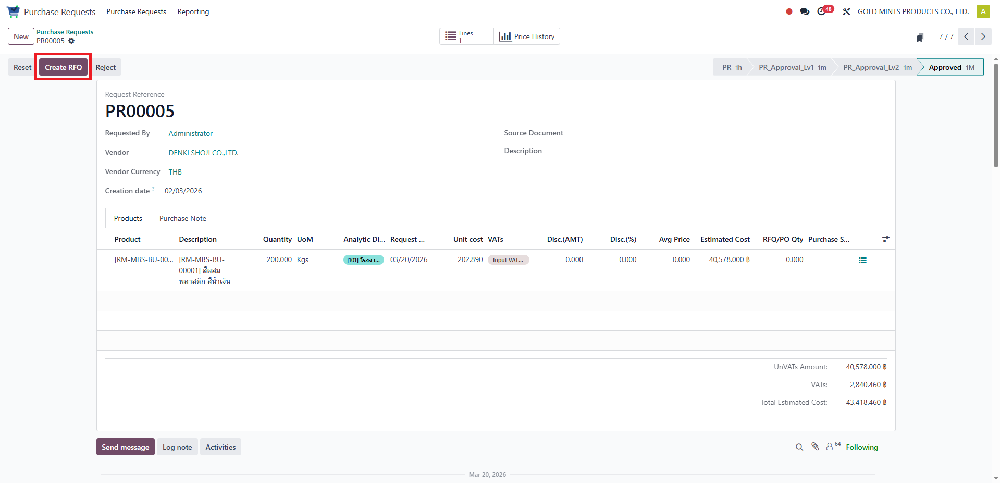 Purchase Requests Purchase Requests Reporting 48 GOLD MINTS PRODUCTS CO., LTD. A
New Purchase Requests
PR00005
Lines
1
Price History
7 / 7
Reset Create RFQ Reject PR 1h PR_Approval_Lv1 1m PR_Approval_Lv2 1m Approved 1M
Request Reference
PR00005
Requested By Administrator Source Document
Vendor DENKI SHOJI CO.,LTD. Description
Vendor Currency THB
Creation date ? 02/03/2026
Products Purchase Note
Product Description Quantity UoM Analytic Di... Request ... Unit cost VATs Disc.(AMT) Disc.(%) Avg Price Estimated Cost RFQ/PO Qty Purchase S...
[RM-MBS-BU-00... [RM-MBS-BU- 200.000 Kgs [101] โรงงา... 03/20/2026 202.890 Input VAT... 0.000 0.000 0.000 40,578.000 ฿ 0.000
00001] สีผสม
พลาสติก สีน้ำเงิน
UnVATs Amount: 40,578.000 ฿
VATs: 2,840.460 ฿
Total Estimated Cost: 43,418.460 ฿
Send message Log note Activities 64 Following
Mar 20, 2026